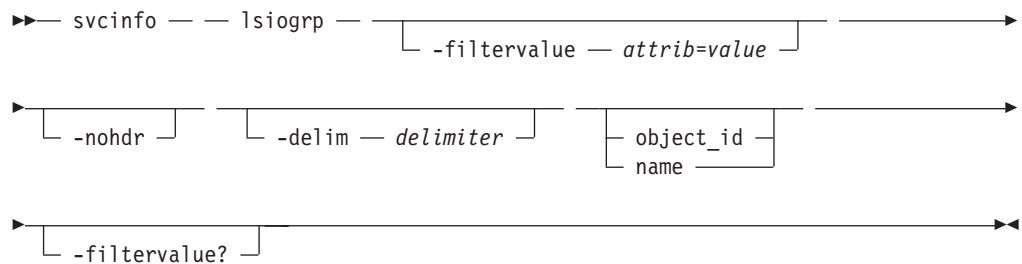 svcinfo lsiogrp
-filtervalue attrib=value
-nohdr -delim delimiter object_id
name
-filtervalue?